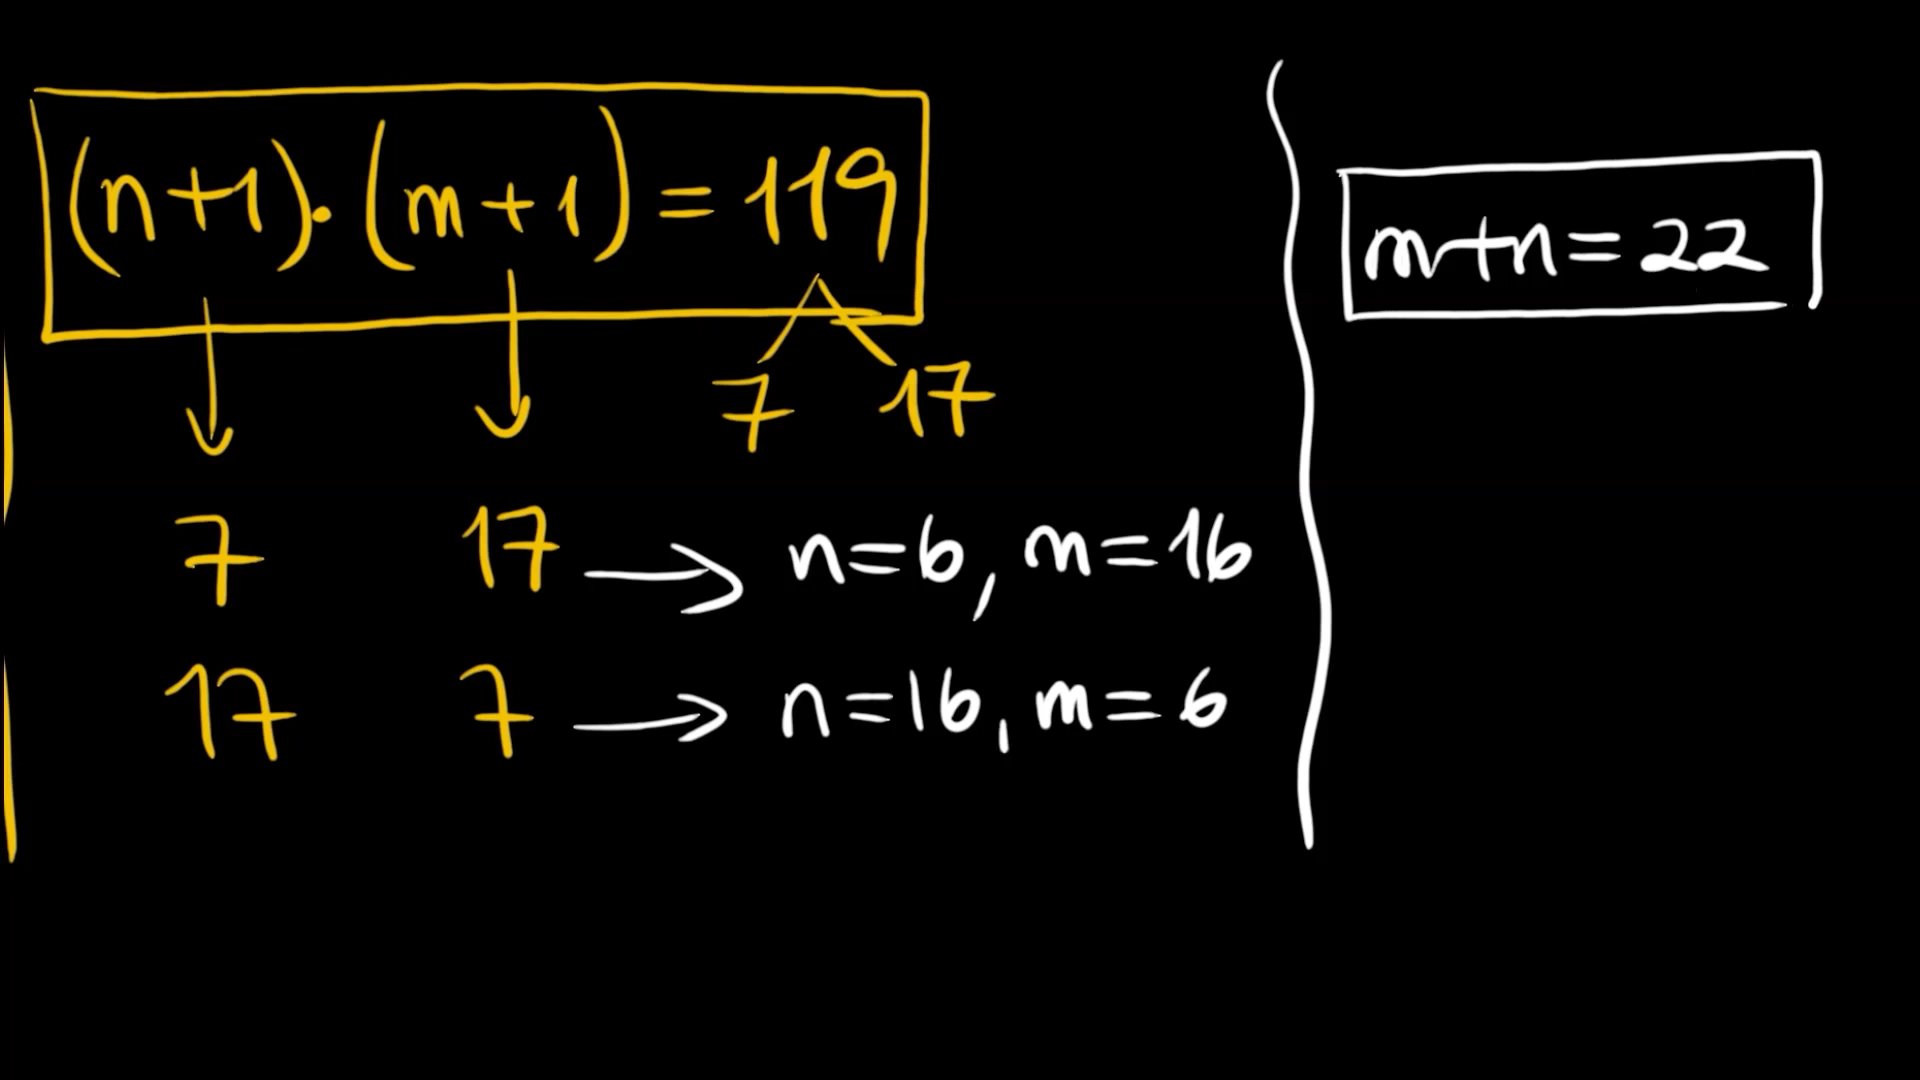 (n+1)·(m+1)=119
7 17
7 17 → n=6, m=16
17 7 → n=16, m=6
m+n=22